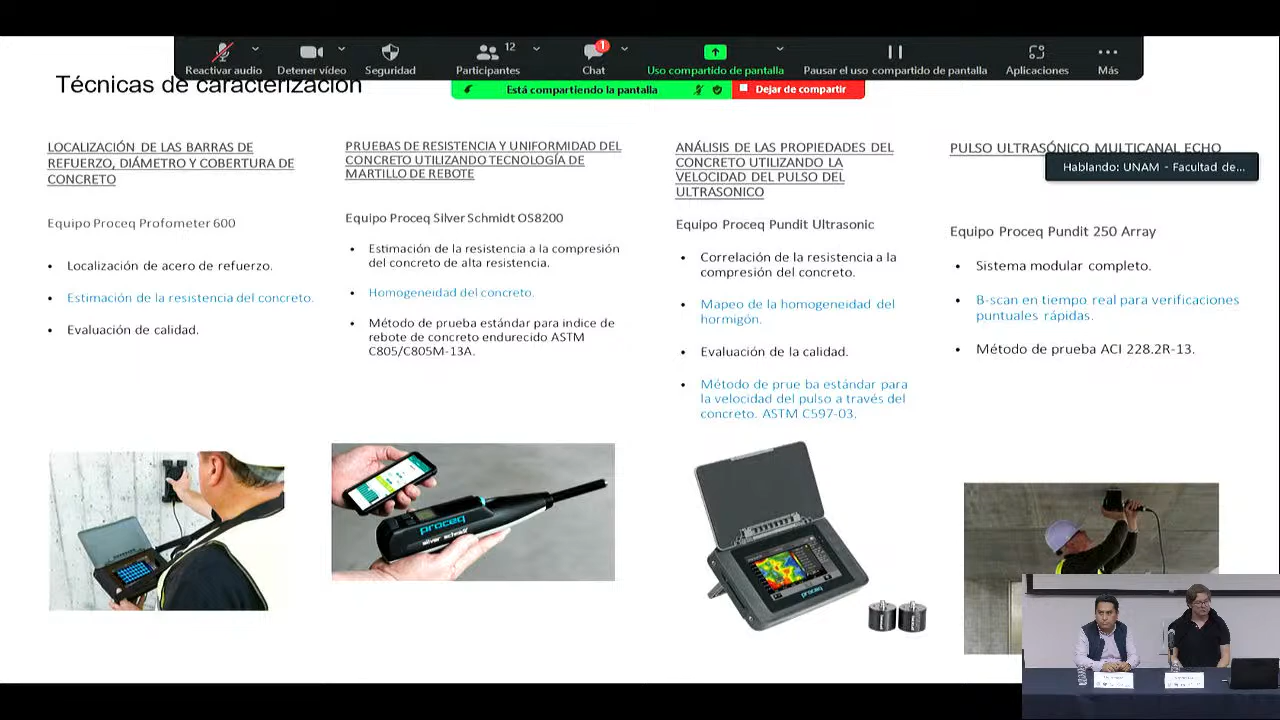 12
1
Reactivar audio
Detener vídeo
Seguridad
Participantes
Chat
Uso compartido de pantalla
Pausar el uso compartido de pantalla
Aplicaciones
Más
Está compartiendo la pantalla
Dejar de compartir
Técnicas de caracterización
Hablando: UNAM - Facultad de...
LOCALIZACIÓN DE LAS BARRAS DE
REFUERZO, DIÁMETRO Y COBERTURA DE
CONCRETO
Equipo Proceq Profometer 600
• Localización de acero de refuerzo.
• Estimación de la resistencia del concreto.
• Evaluación de calidad.
PRUEBAS DE RESISTENCIA Y UNIFORMIDAD DEL
CONCRETO UTILIZANDO TECNOLOGÍA DE
MARTILLO DE REBOTE
Equipo Proceq Silver Schmidt OS8200
• Estimación de la resistencia a la compresión
del concreto de alta resistencia.
• Homogeneidad del concreto.
• Método de prueba estándar para indice de
rebote de concreto endurecido ASTM
C805/C805M-13A.
proceq
silver schmidt
ANÁLISIS DE LAS PROPIEDADES DEL
CONCRETO UTILIZANDO LA
VELOCIDAD DEL PULSO DEL
ULTRASONICO
Equipo Proceq Pundit Ultrasonic
• Correlación de la resistencia a la
compresión del concreto.
• Mapeo de la homogeneidad del
hormigón.
• Evaluación de la calidad.
• Método de prue ba estándar para
la velocidad del pulso a través del
concreto. ASTM C597-03.
proceq
PULSO ULTRASÓNICO MULTICANAL ECHO
Equipo Proceq Pundit 250 Array
• Sistema modular completo.
• B-scan en tiempo real para verificaciones
puntuales rápidas.
• Método de prueba ACI 228.2R-13.